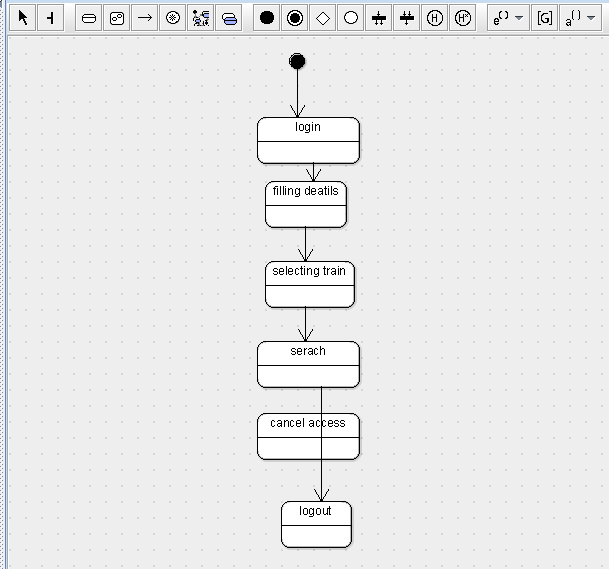 H H*
e() [G] a()
login
filling deatils
selecting train
serach
cancel access
logout